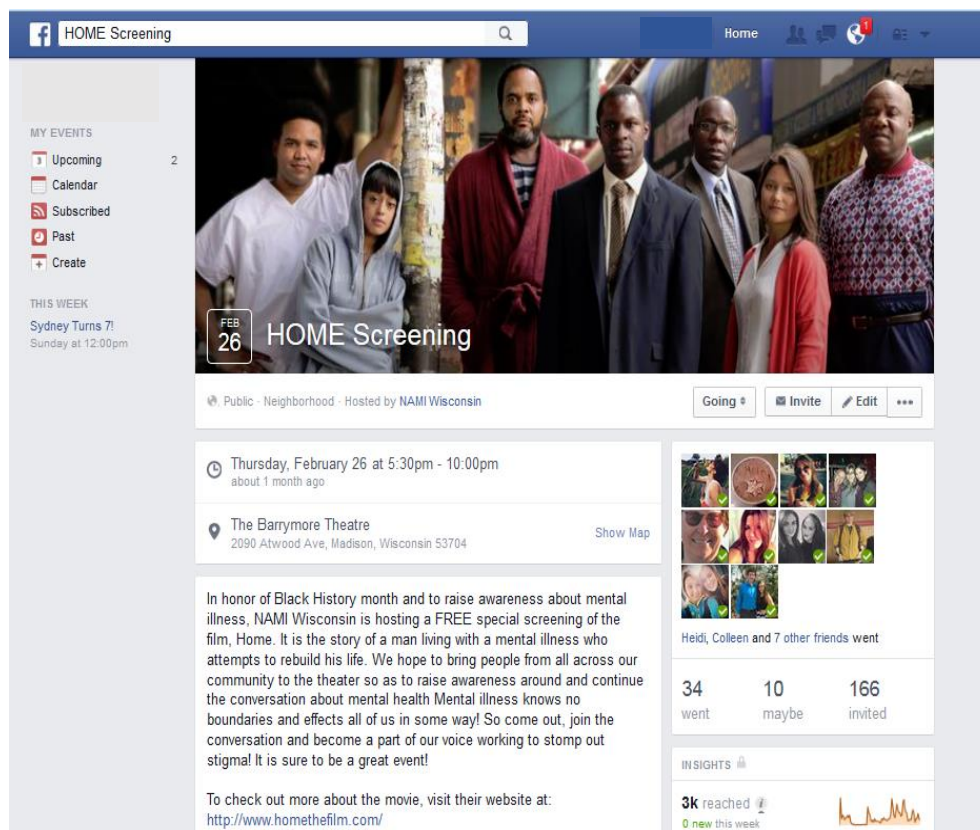 f HOME Screening
Home
1
MY EVENTS
3 Upcoming 2
Calendar
Subscribed
Past
Create
THIS WEEK
Sydney Turns 7!
Sunday at 12:00pm
FEB
26
HOME Screening
Public · Neighborhood · Hosted by NAMI Wisconsin
Going
Invite
Edit
...
Thursday, February 26 at 5:30pm - 10:00pm
about 1 month ago
The Barrymore Theatre
2090 Atwood Ave, Madison, Wisconsin 53704
Show Map
In honor of Black History month and to raise awareness about mental
illness, NAMI Wisconsin is hosting a FREE special screening of the
film, Home. It is the story of a man living with a mental illness who
attempts to rebuild his life. We hope to bring people from all across our
community to the theater so as to raise awareness around and continue
the conversation about mental health Mental illness knows no
boundaries and effects all of us in some way! So come out, join the
conversation and become a part of our voice working to stomp out
stigma! It is sure to be a great event!
To check out more about the movie, visit their website at:
http://www.homethefilm.com/
Heidi, Colleen and 7 other friends went
34 10 166
went maybe invited
INSIGHTS
3k reached i
0 new this week